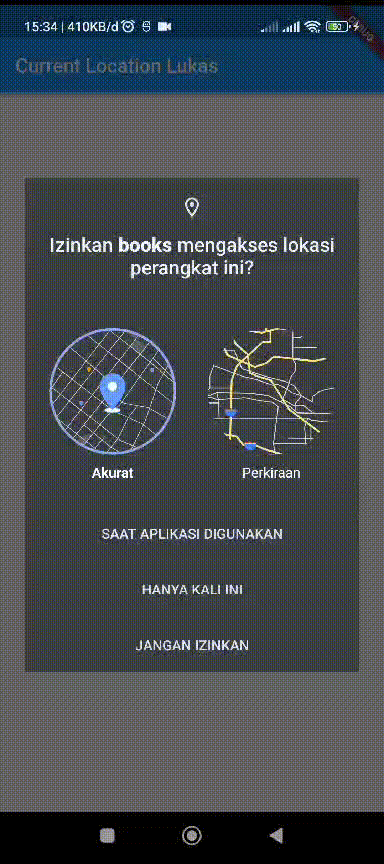 15:34 | 410KB/d
90
Current Location Lukas
Izinkan books mengakses lokasi
perangkat ini?
Akurat
Perkiraan
SAAT APLIKASI DIGUNAKAN
HANYA KALI INI
JANGAN IZINKAN